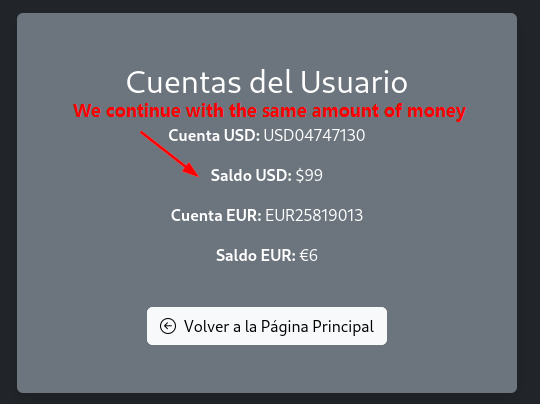 Cuentas del Usuario
We continue with the same amount of money
Cuenta USD: USD04747130
Saldo USD: $99
Cuenta EUR: EUR25819013
Saldo EUR: €6
Volver a la Página Principal